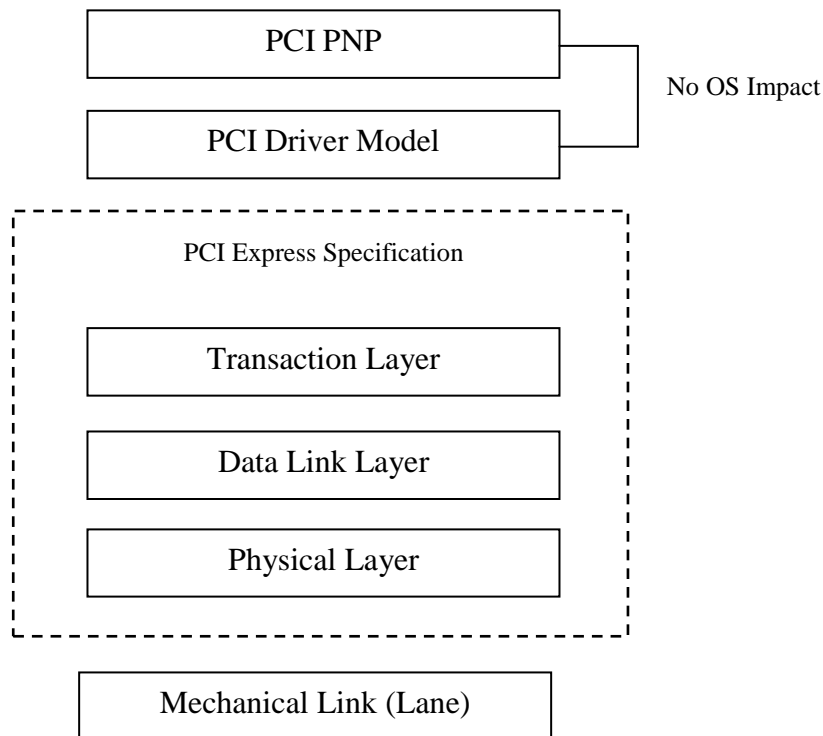 PCI PNP
No OS Impact
PCI Driver Model
PCI Express Specification
Transaction Layer
Data Link Layer
Physical Layer
Mechanical Link (Lane)